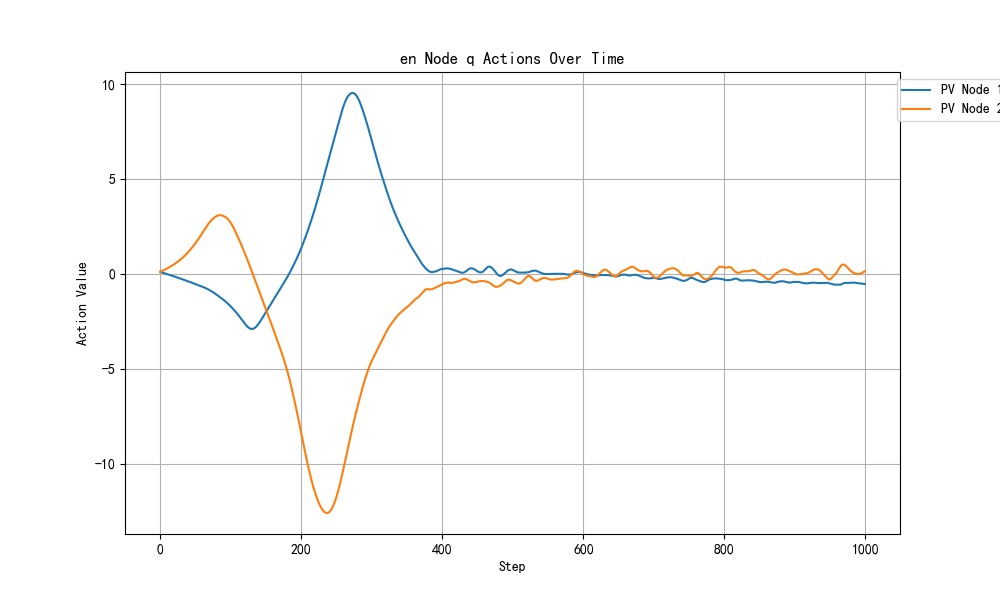 en Node q Actions Over Time
PV Node 1
PV Node 2
10
5
0
−5
−10
Action Value
0 200 400 600 800 1000
Step